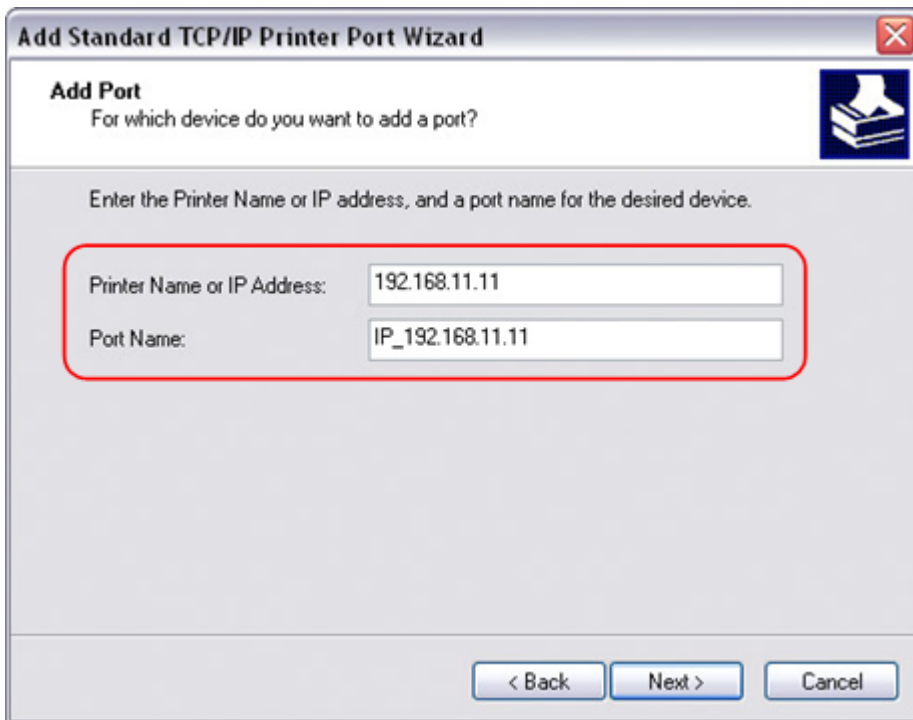 Add Standard TCP/IP Printer Port Wizard
Add Port
For which device do you want to add a port?
Enter the Printer Name or IP address, and a port name for the desired device.
Printer Name or IP Address: 192.168.11.11
Port Name: IP_192.168.11.11
< Back Next > Cancel